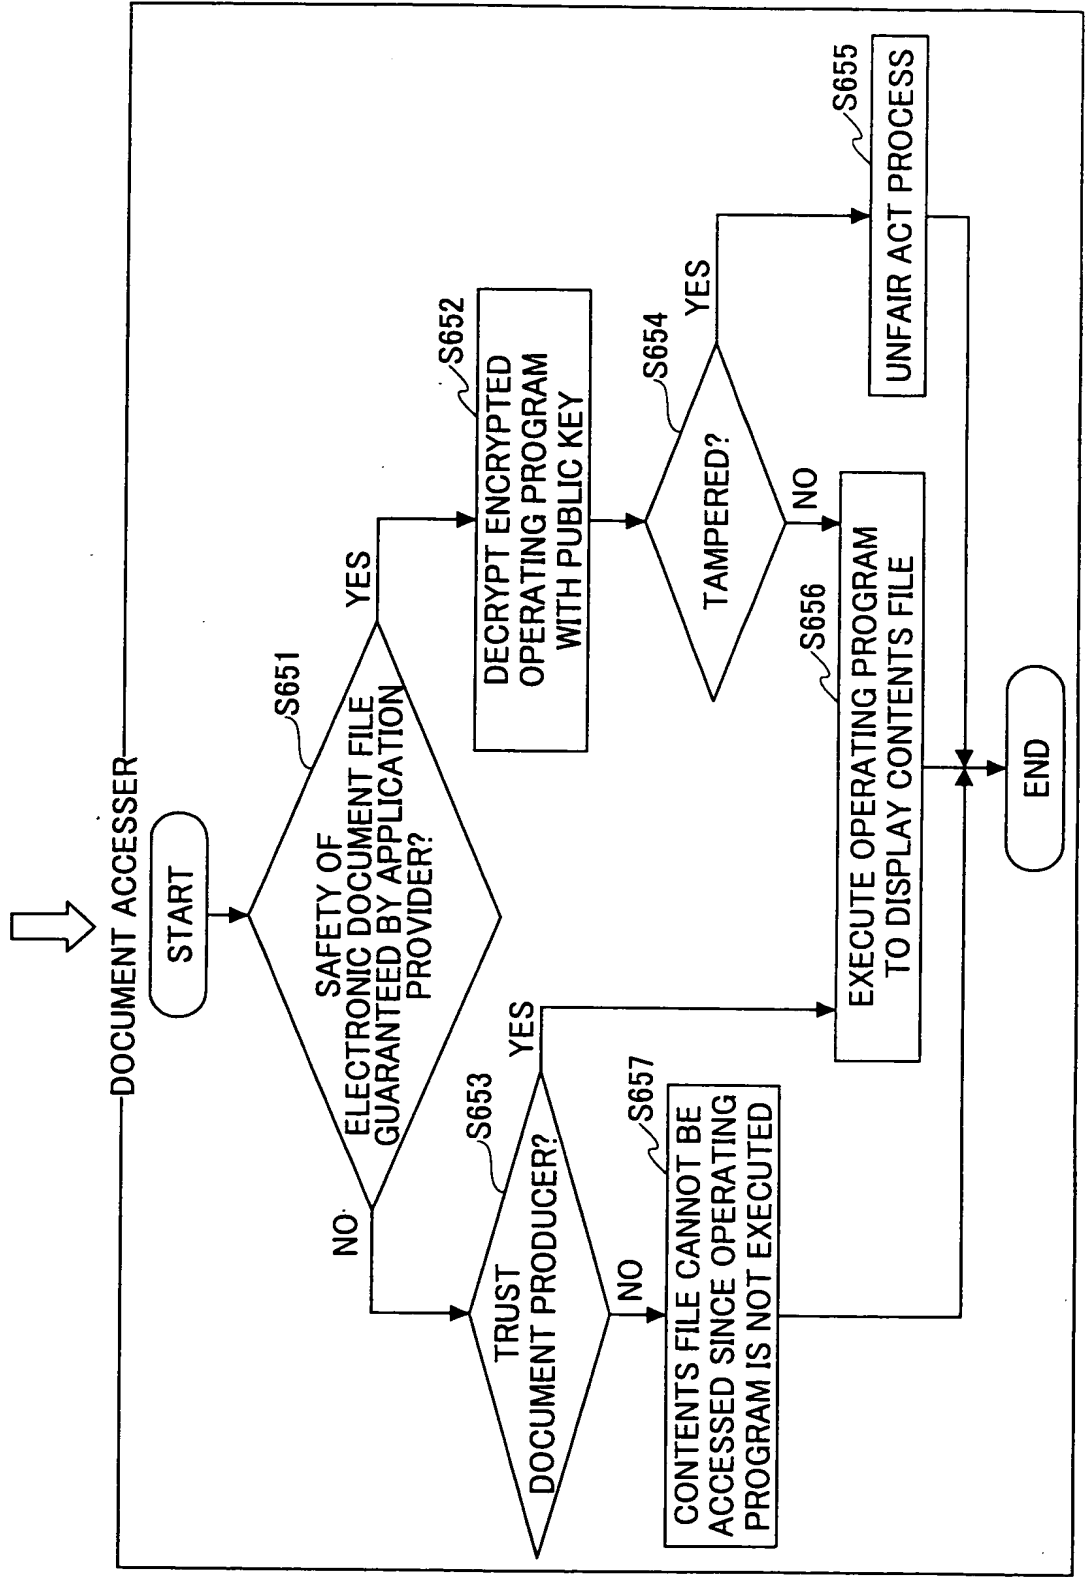 DOCUMENT ACCESSER
START
S651
SAFETY OF
ELECTRONIC DOCUMENT FILE
GUARANTEED BY APPLICATION
PROVIDER?
NO
YES
S653
TRUST
DOCUMENT PRODUCER?
YES
NO
S652
DECRYPT ENCRYPTED
OPERATING PROGRAM
WITH PUBLIC KEY
S654
TAMPERED?
YES
NO
S657
CONTENTS FILE CANNOT BE
ACCESSED SINCE OPERATING
PROGRAM IS NOT EXECUTED
S656
EXECUTE OPERATING PROGRAM
TO DISPLAY CONTENTS FILE
S655
UNFAIR ACT PROCESS
END